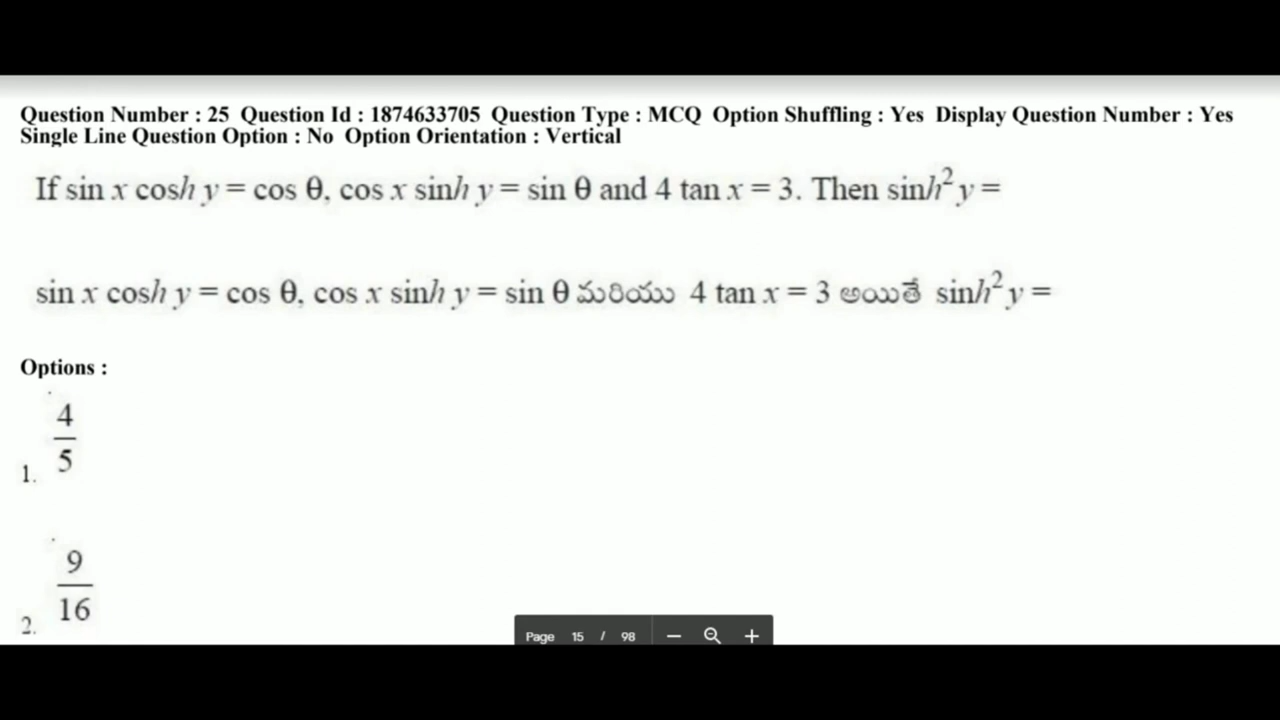 Question Number : 25 Question Id : 1874633705 Question Type : MCQ Option Shuffling : Yes Display Question Number : Yes
Single Line Question Option : No Option Orientation : Vertical
If sin x cosh y = cos θ, cos x sinh y = sin θ and 4 tan x = 3. Then sinh² y =
sin x cosh y = cos θ, cos x sinh y = sin θ మరియు 4 tan x = 3 అయితే sinh² y =
Options :
4
5
1.
9
16
2.
Page 15 / 98 − +